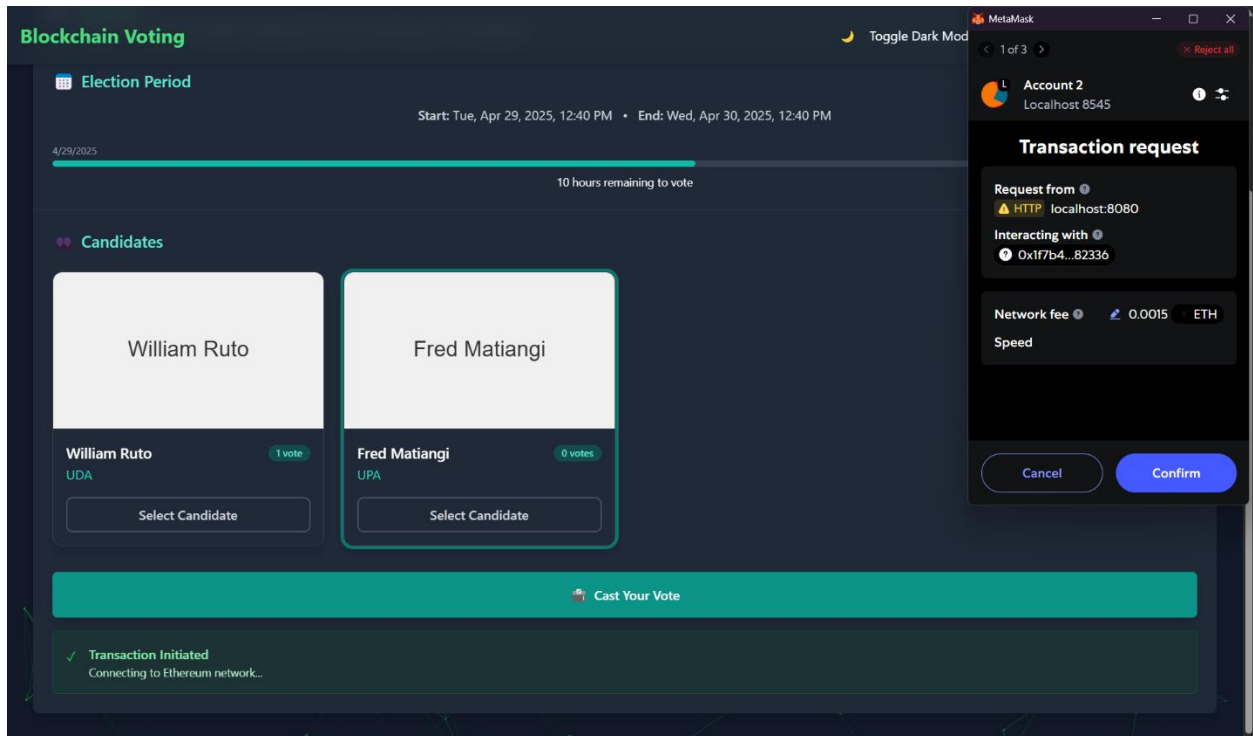 Blockchain Voting
Toggle Dark Mod
Election Period
Start: Tue, Apr 29, 2025, 12:40 PM • End: Wed, Apr 30, 2025, 12:40 PM
4/29/2025
10 hours remaining to vote
Candidates
William Ruto
Fred Matiangi
William Ruto
1 vote
UDA
Select Candidate
Fred Matiangi
0 votes
UPA
Select Candidate
Cast Your Vote
✓ Transaction Initiated
Connecting to Ethereum network...
MetaMask
1 of 3
× Reject all
L
Account 2
Localhost 8545
Transaction request
Request from
HTTP localhost:8080
Interacting with
0x1f7b4...82336
Network fee 0.0015 ETH
Speed
Cancel
Confirm